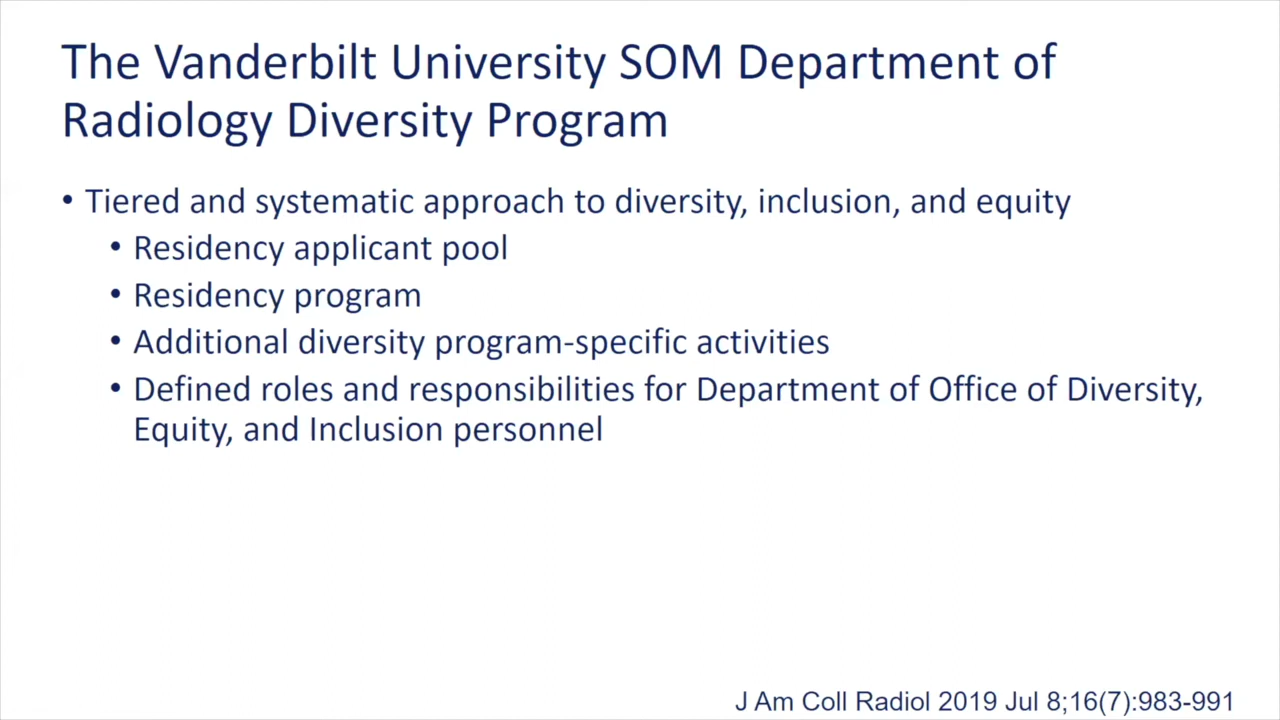 The Vanderbilt University SOM Department of
Radiology Diversity Program
• Tiered and systematic approach to diversity, inclusion, and equity
• Residency applicant pool
• Residency program
• Additional diversity program-specific activities
• Defined roles and responsibilities for Department of Office of Diversity,
Equity, and Inclusion personnel
J Am Coll Radiol 2019 Jul 8;16(7):983-991